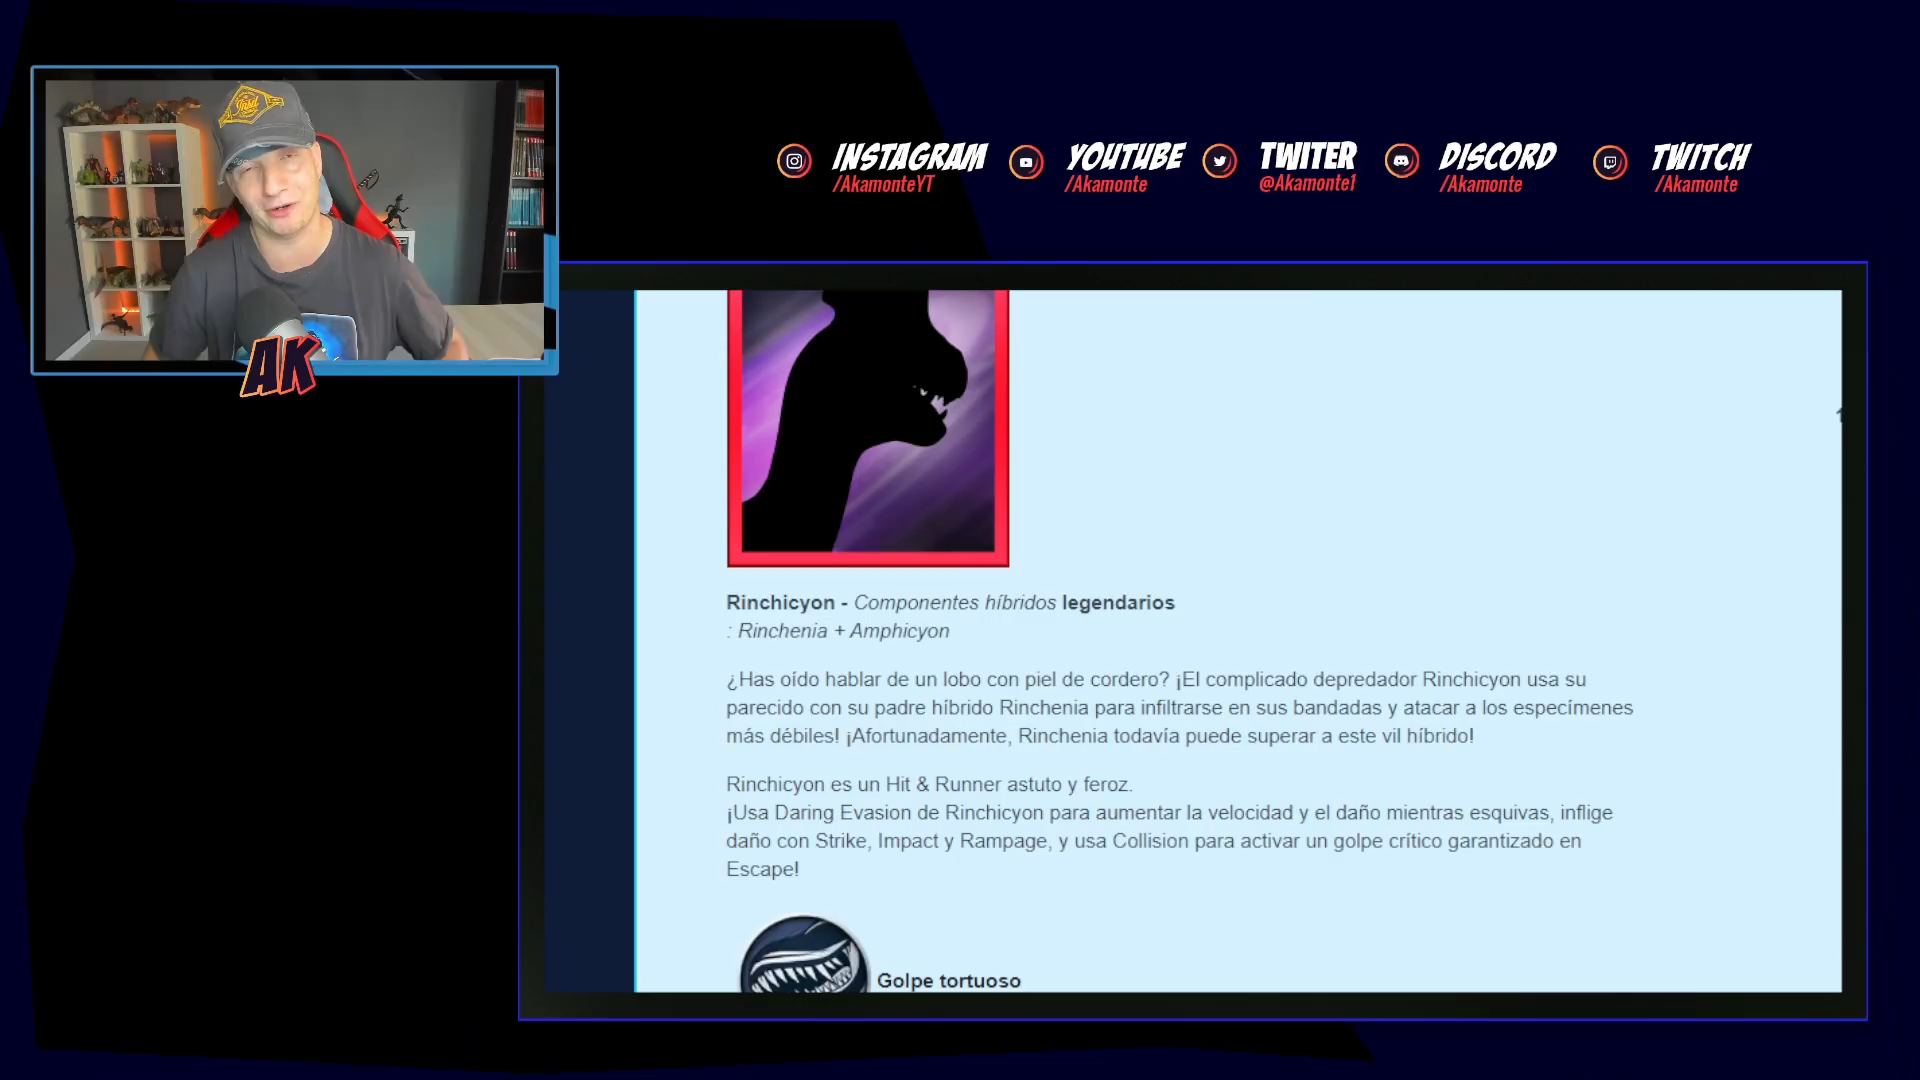 INSTAGRAM
/AkamonteYT
YOUTUBE
/Akamonte
TWITER
@Akamonte1
DISCORD
/Akamonte
TWITCH
/Akamonte
AK
Rinchicyon - Componentes híbridos legendarios
: Rinchenia + Amphicyon
¿Has oído hablar de un lobo con piel de cordero? ¡El complicado depredador Rinchicyon usa su
parecido con su padre híbrido Rinchenia para infiltrarse en sus bandadas y atacar a los especímenes
más débiles! ¡Afortunadamente, Rinchenia todavía puede superar a este vil híbrido!
Rinchicyon es un Hit & Runner astuto y feroz.
¡Usa Daring Evasion de Rinchicyon para aumentar la velocidad y el daño mientras esquivas, inflige
daño con Strike, Impact y Rampage, y usa Collision para activar un golpe crítico garantizado en
Escape!
Golpe tortuoso